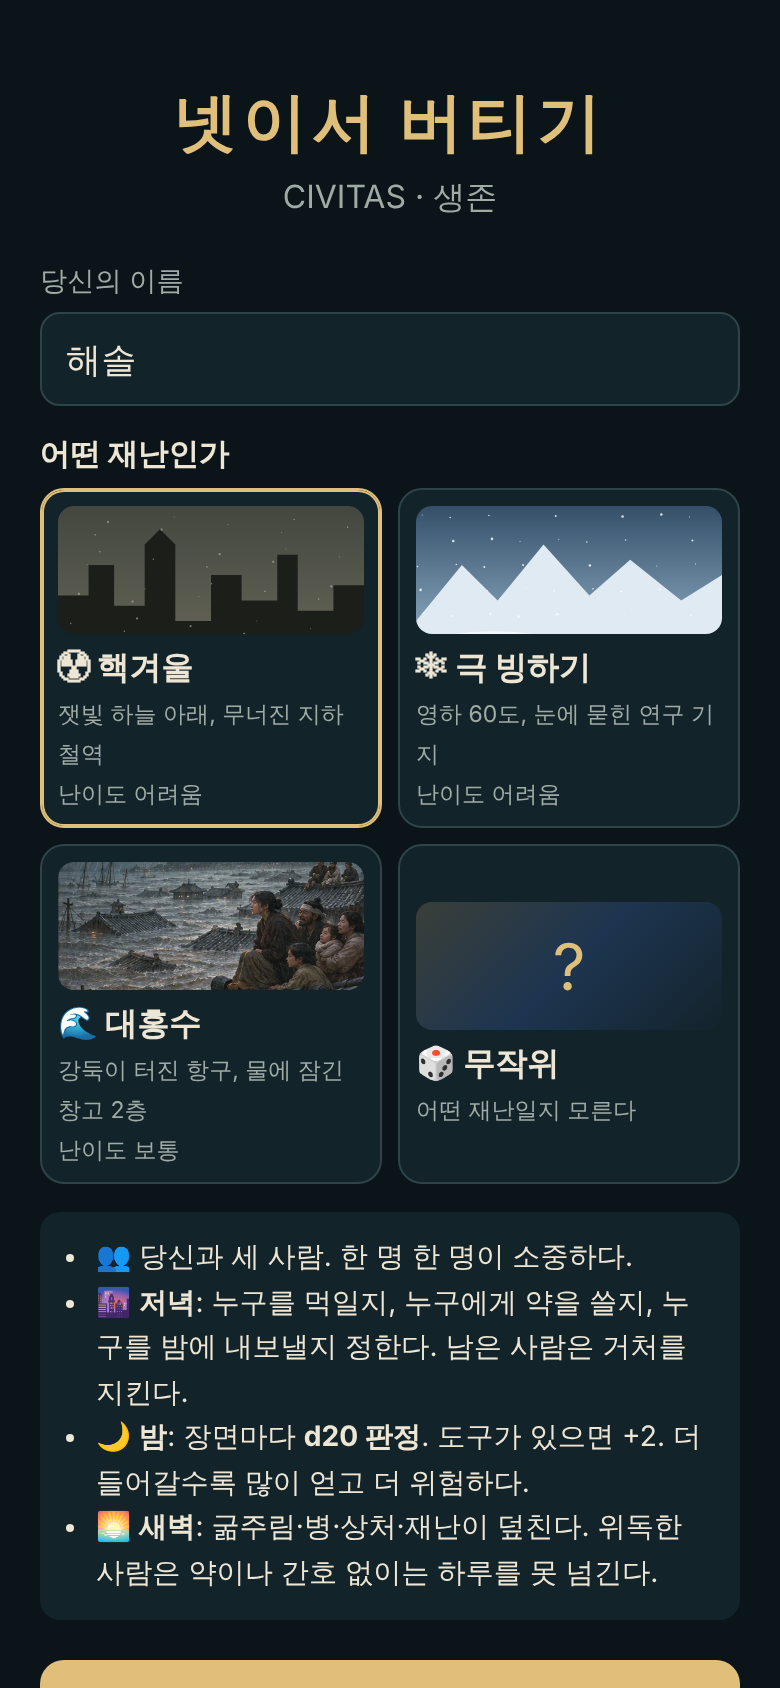 넷이서 버티기
CIVITAS · 생존
당신의 이름
해솔
어떤 재난인가
☢ 핵겨울
잿빛 하늘 아래, 무너진 지하
철역
난이도 어려움
❄ 극 빙하기
영하 60도, 눈에 묻힌 연구 기
지
난이도 어려움
🌊 대홍수
강둑이 터진 항구, 물에 잠긴
창고 2층
난이도 보통
?
🎲 무작위
어떤 재난일지 모른다
• 👥 당신과 세 사람. 한 명 한 명이 소중하다.
• 🌆 저녁: 누구를 먹일지, 누구에게 약을 쓸지, 누
구를 밤에 내보낼지 정한다. 남은 사람은 거처를
지킨다.
• 🌙 밤: 장면마다 d20 판정. 도구가 있으면 +2. 더
들어갈수록 많이 얻고 더 위험하다.
• 🌅 새벽: 굶주림·병·상처·재난이 덮친다. 위독한
사람은 약이나 간호 없이는 하루를 못 넘긴다.